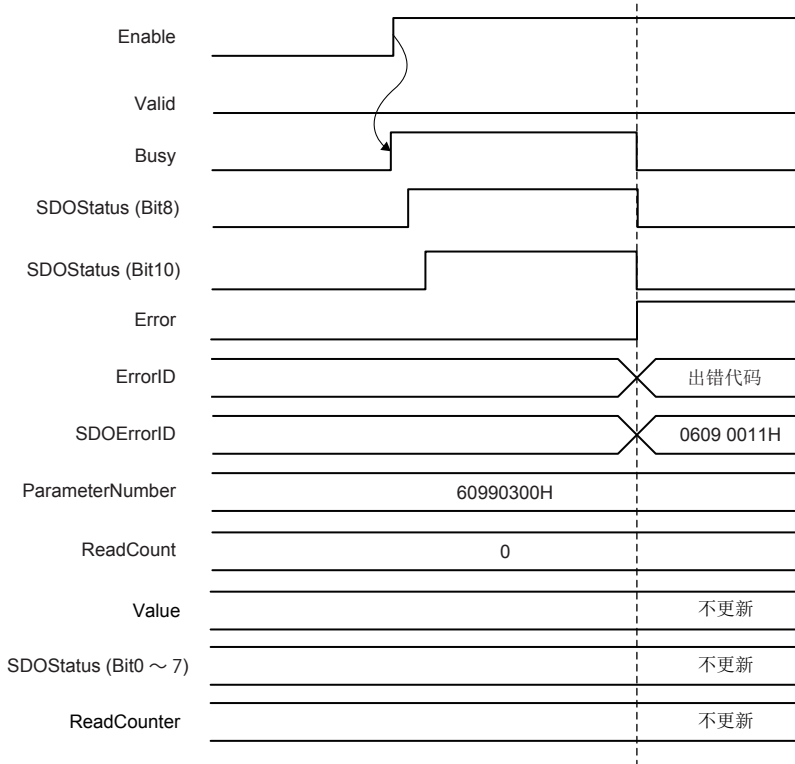 Enable
Valid
Busy
SDOStatus (Bit8)
SDOStatus (Bit10)
Error
ErrorID 出错代码
SDOErrorID 0609 0011H
ParameterNumber 60990300H
ReadCount 0
Value 不更新
SDOStatus (Bit0 ～ 7) 不更新
ReadCounter 不更新